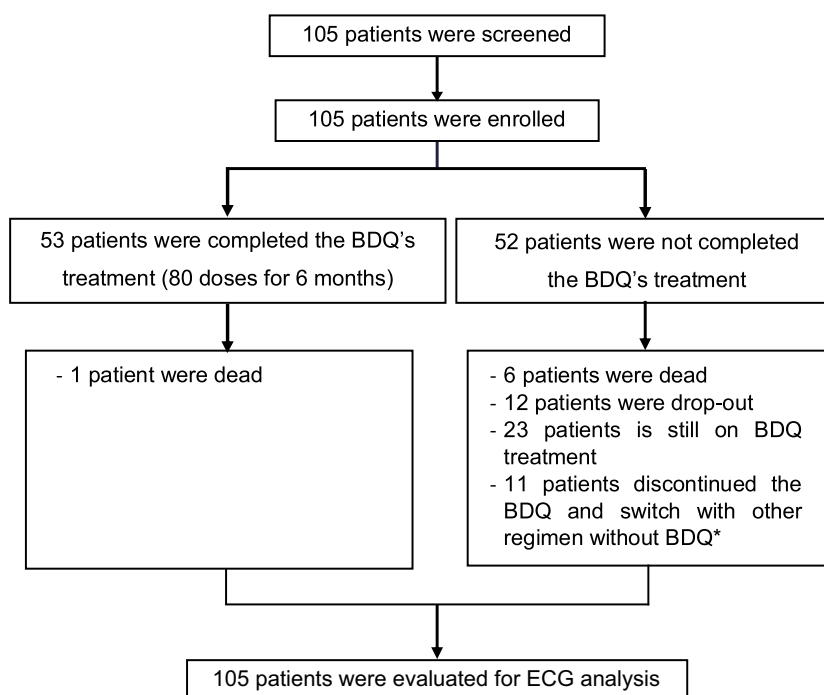 105 patients were screened
105 patients were enrolled
53 patients were completed the BDQ's
treatment (80 doses for 6 months)
52 patients were not completed
the BDQ's treatment
- 1 patient were dead
- 6 patients were dead
- 12 patients were drop-out
- 23 patients is still on BDQ
treatment
- 11 patients discontinued the
BDQ and switch with other
regimen without BDQ*
105 patients were evaluated for ECG analysis